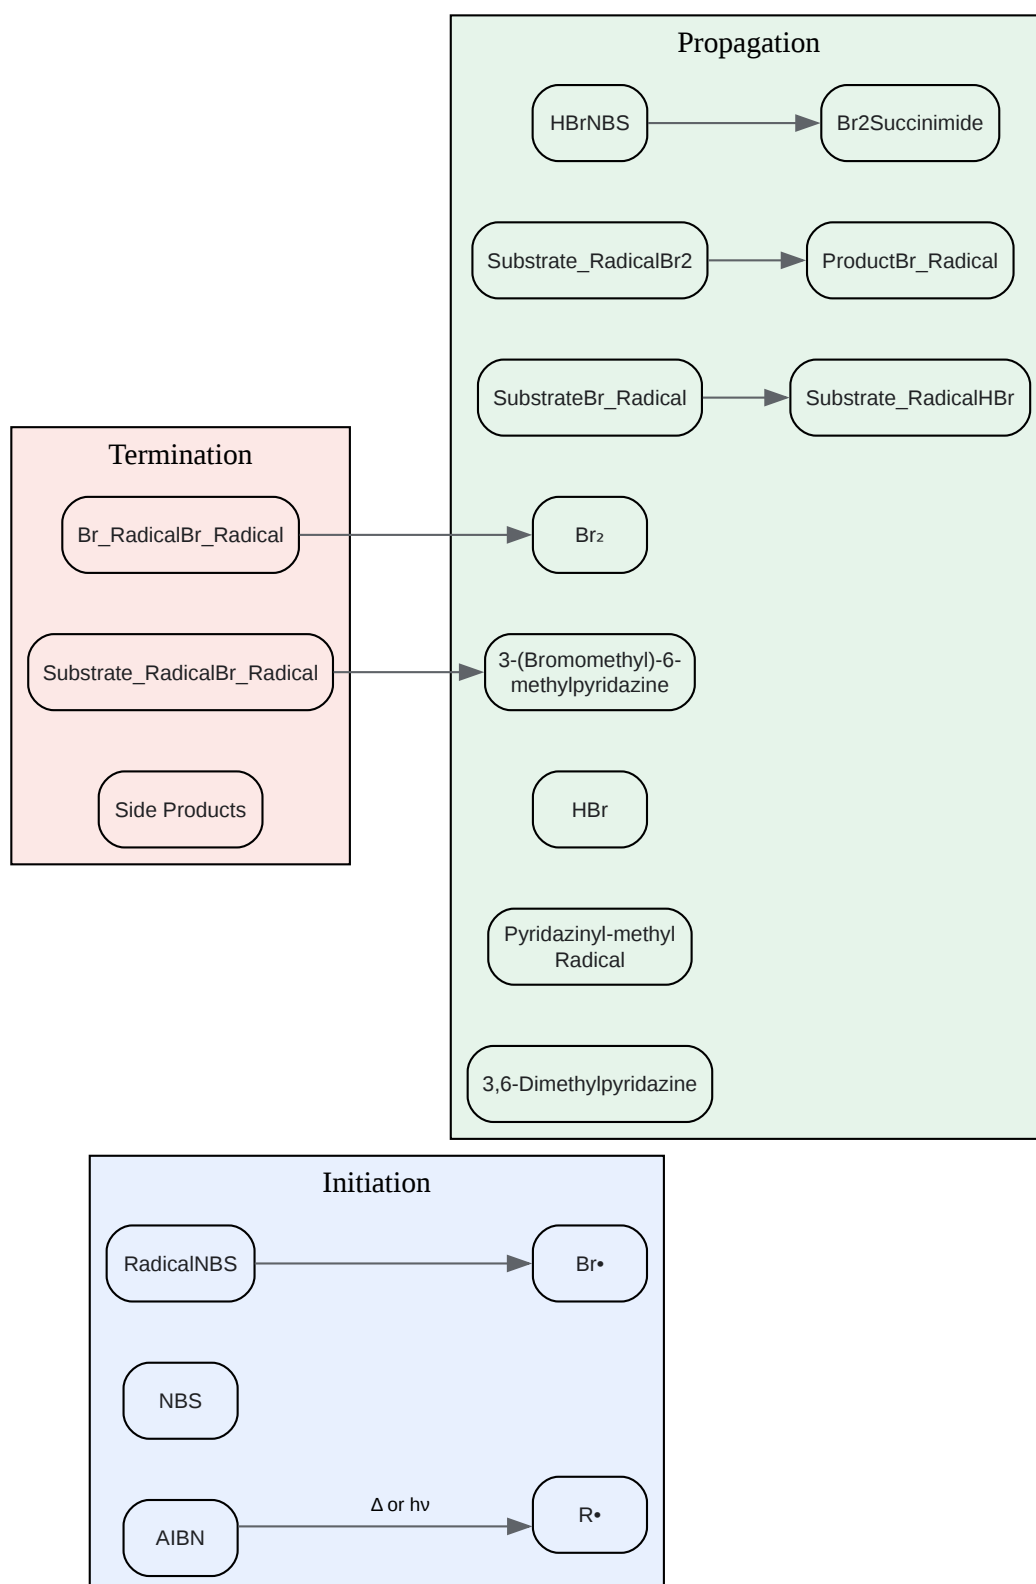 Propagation
HBrNBS
Br2Succinimide
Substrate_RadicalBr2
ProductBr_Radical
SubstrateBr_Radical
Substrate_RadicalHBr
Termination
Br_RadicalBr_Radical
Br₂
Substrate_RadicalBr_Radical
3-(Bromomethyl)-6-
methylpyridazine
Side Products
HBr
Pyridazinyl-methyl
Radical
3,6-Dimethylpyridazine
Initiation
RadicalNBS
Br•
NBS
AIBN
Δ or hν
R•